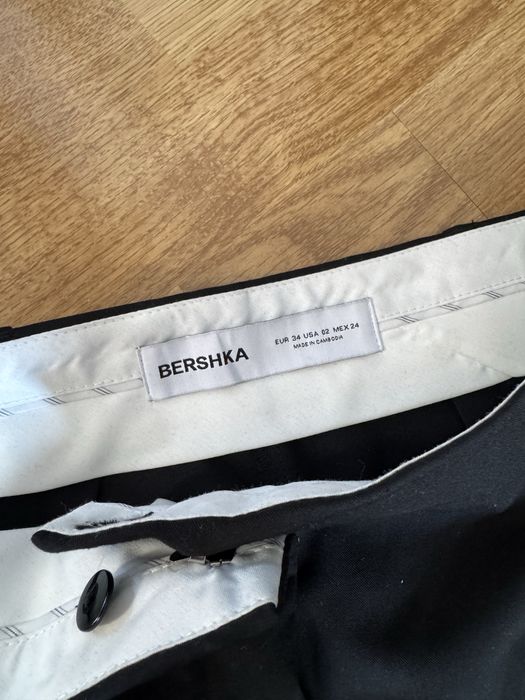 BERSHKA
EUR 34 USA 02 MEX 24
MADE IN CAMBODIA